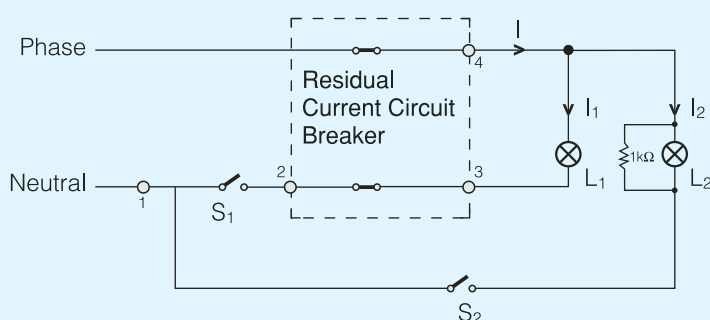 Phase
I
4
Residual
Current Circuit
Breaker
I1
I2
1kΩ
L1
L2
Neutral
1
S1
2
3
S2